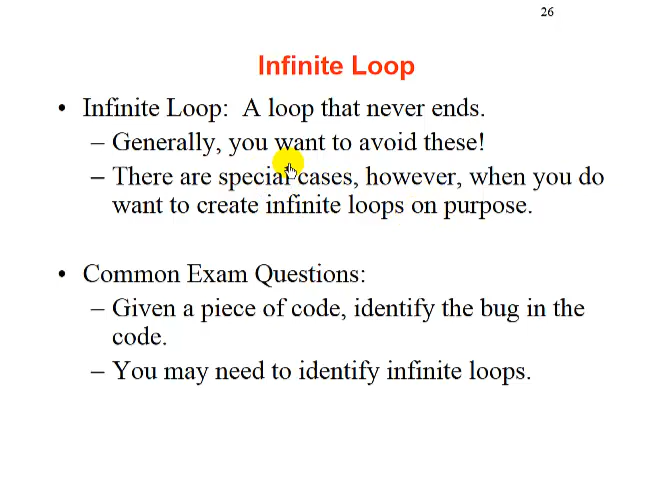 26
Infinite Loop
• Infinite Loop:  A loop that never ends.
– Generally, you want to avoid these!
– There are special cases, however, when you do
want to create infinite loops on purpose.
• Common Exam Questions:
– Given a piece of code, identify the bug in the
code.
– You may need to identify infinite loops.